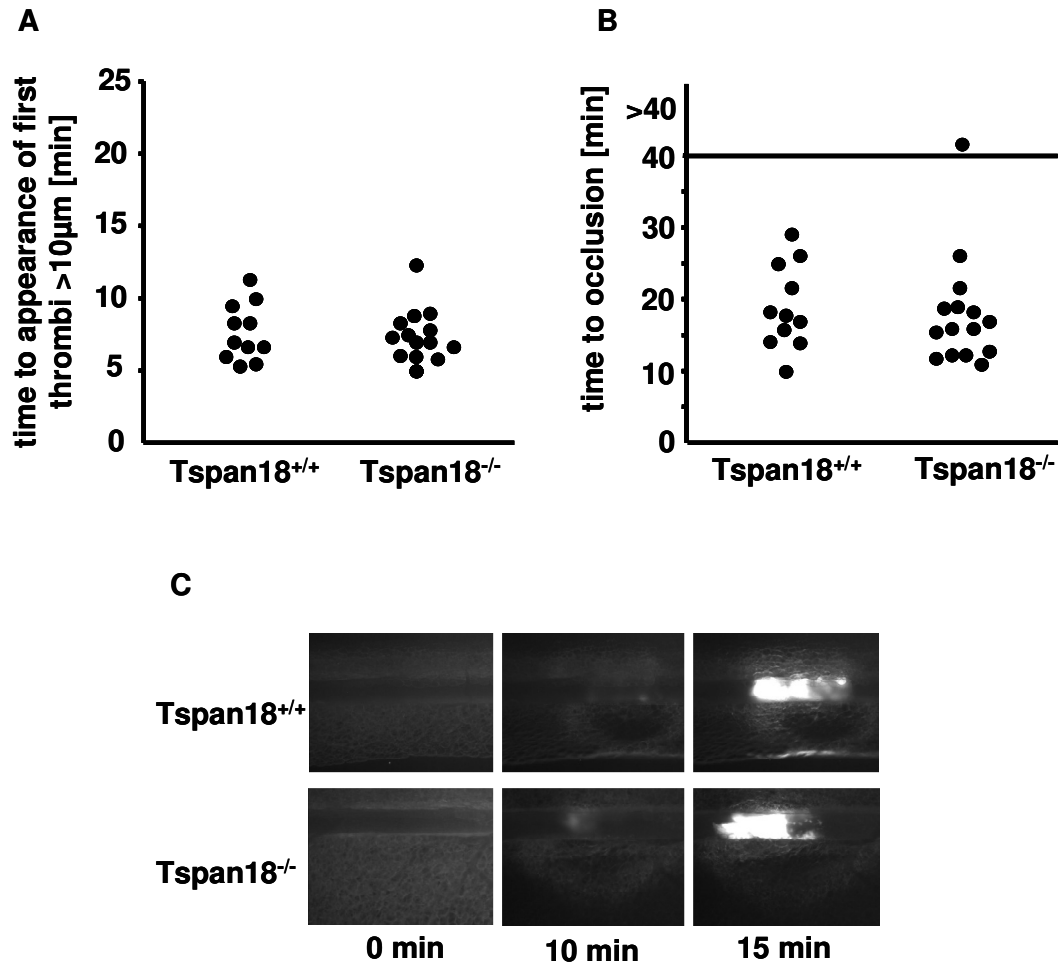 A
time to appearance of first
thrombi >10µm [min]
25
20
15
10
5
0
Tspan18+/+
Tspan18-/-
B
time to occlusion [min]
>40
40
30
20
10
0
Tspan18+/+
Tspan18-/-
C
Tspan18+/+
Tspan18-/-
0 min
10 min
15 min